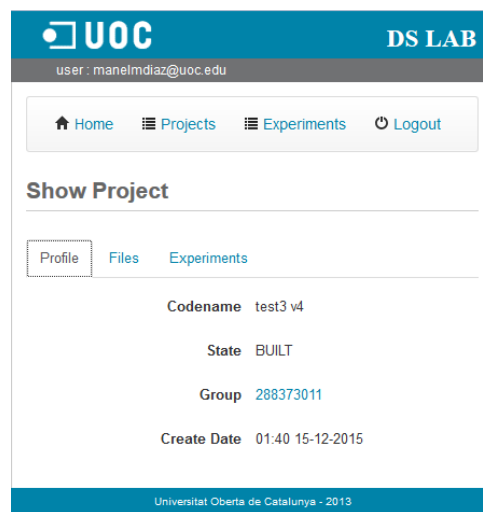 UOC DS LAB
user : manelmdiaz@uoc.edu
Home Projects Experiments Logout
Show Project
Profile Files Experiments
Codename test3 v4
State BUILT
Group 288373011
Create Date 01:40 15-12-2015
Universitat Oberta de Catalunya - 2013